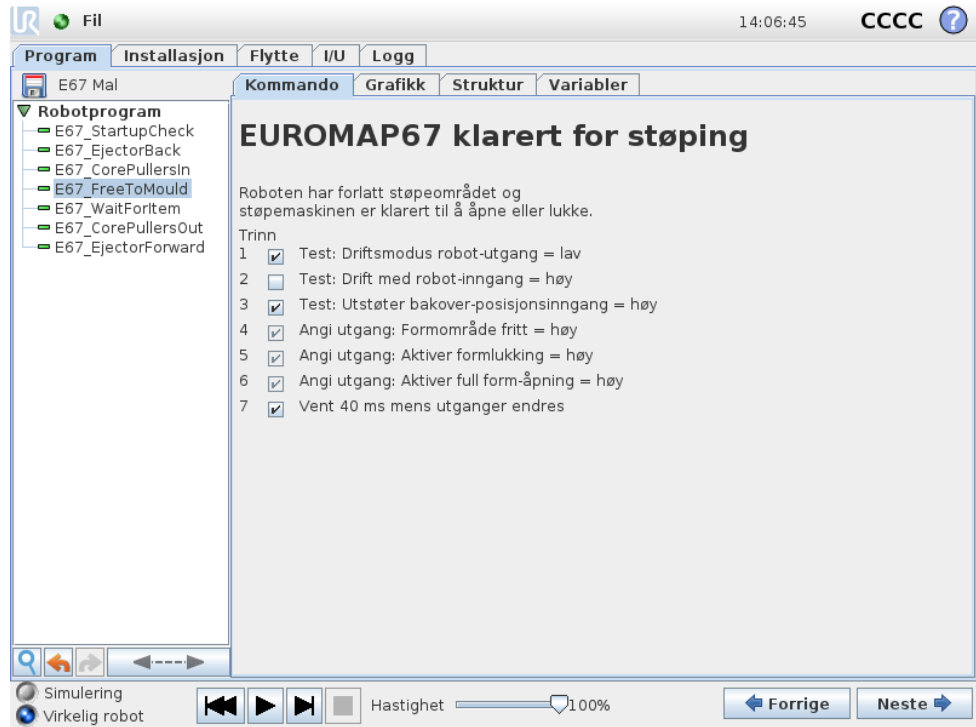 UR Fil 14:06:45 CCCC ?
Program Installasjon Flytte I/U Logg
E67 Mal Kommando Grafikk Struktur Variabler
Robotprogram
E67_StartupCheck
E67_EjectorBack
E67_CorePullersIn
E67_FreeToMould
E67_WaitForItem
E67_CorePullersOut
E67_EjectorForward
EUROMAP67 klarert for støping
Roboten har forlatt støpeområdet og
støpemaskinen er klarert til å åpne eller lukke.
Trinn
1 Test: Driftsmodus robot-utgang = lav
2 Test: Drift med robot-inngang = høy
3 Test: Utstøter bakover-posisjonsinngang = høy
4 Angi utgang: Formområde fritt = høy
5 Angi utgang: Aktiver formlukking = høy
6 Angi utgang: Aktiver full form-åpning = høy
7 Vent 40 ms mens utganger endres
Simulering
Virkelig robot
Hastighet 100% Forrige Neste